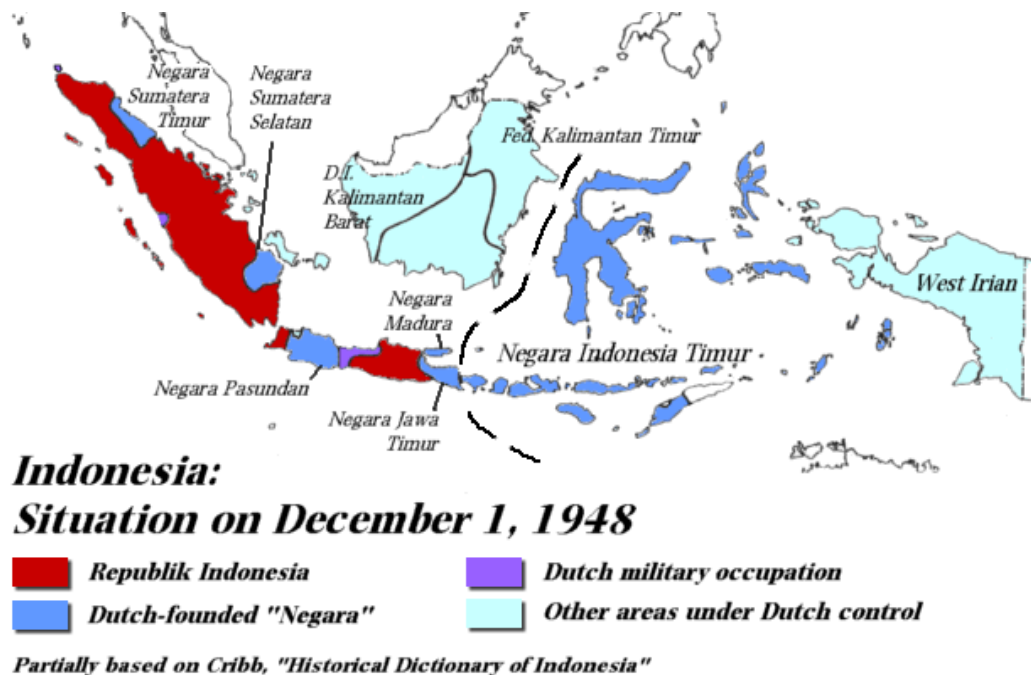 Negara
Sumatera
Timur
Negara
Sumatera
Selatan
Fed. Kalimantan Timur
D.I.
Kalimantan
Barat
West Irian
Negara
Madura
Negara Indonesia Timur
Negara Pasundan
Negara Jawa
Timur
Indonesia:
Situation on December 1, 1948
Republik Indonesia
Dutch military occupation
Dutch-founded "Negara"
Other areas under Dutch control
Partially based on Cribb, "Historical Dictionary of Indonesia"